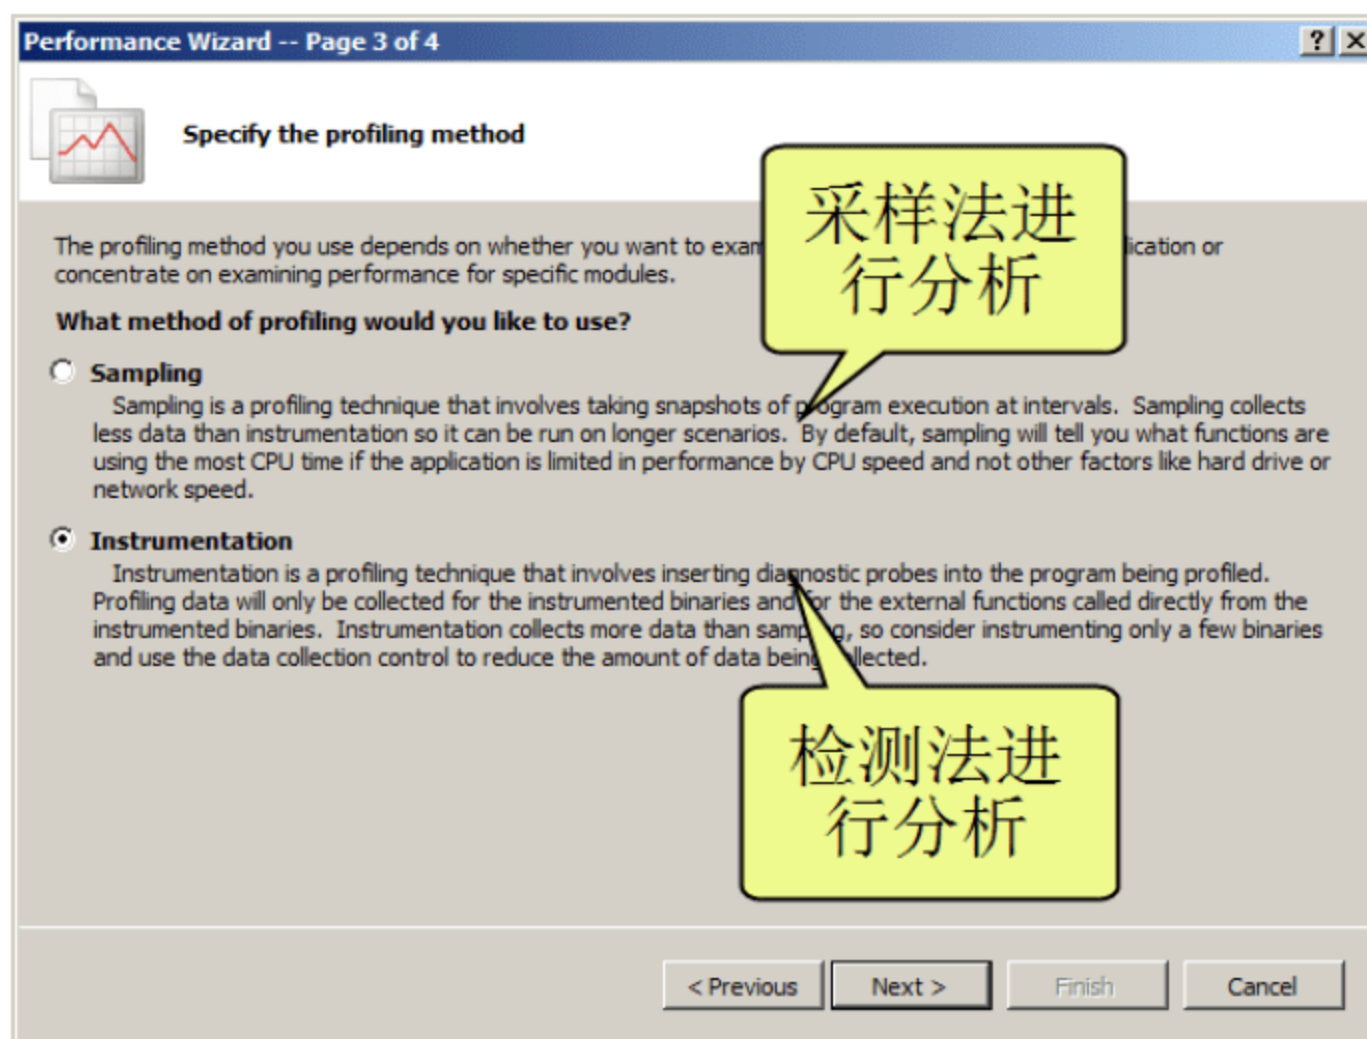 Performance Wizard -- Page 3 of 4
Specify the profiling method
采样法进
行分析
The profiling method you use depends on whether you want to lication or
concentrate on examining performance for specific modules.
What method of profiling would you like to use?
Sampling
Sampling is a profiling technique that involves taking snapshots of program execution at intervals. Sampling collects
less data than instrumentation so it can be run on longer scenarios. By default, sampling will tell you what functions are
using the most CPU time if the application is limited in performance by CPU speed and not other factors like hard drive or
network speed.
Instrumentation
Instrumentation is a profiling technique that involves inserting diagnostic probes into the program being profiled.
Profiling data will only be collected for the instrumented binaries and for the external functions called directly from the
instrumented binaries. Instrumentation collects more data than sampling, so consider instrumenting only a few binaries
and use the data collection control to reduce the amount of data being collected.
检测法进
行分析
< Previous
Next >
Finish
Cancel